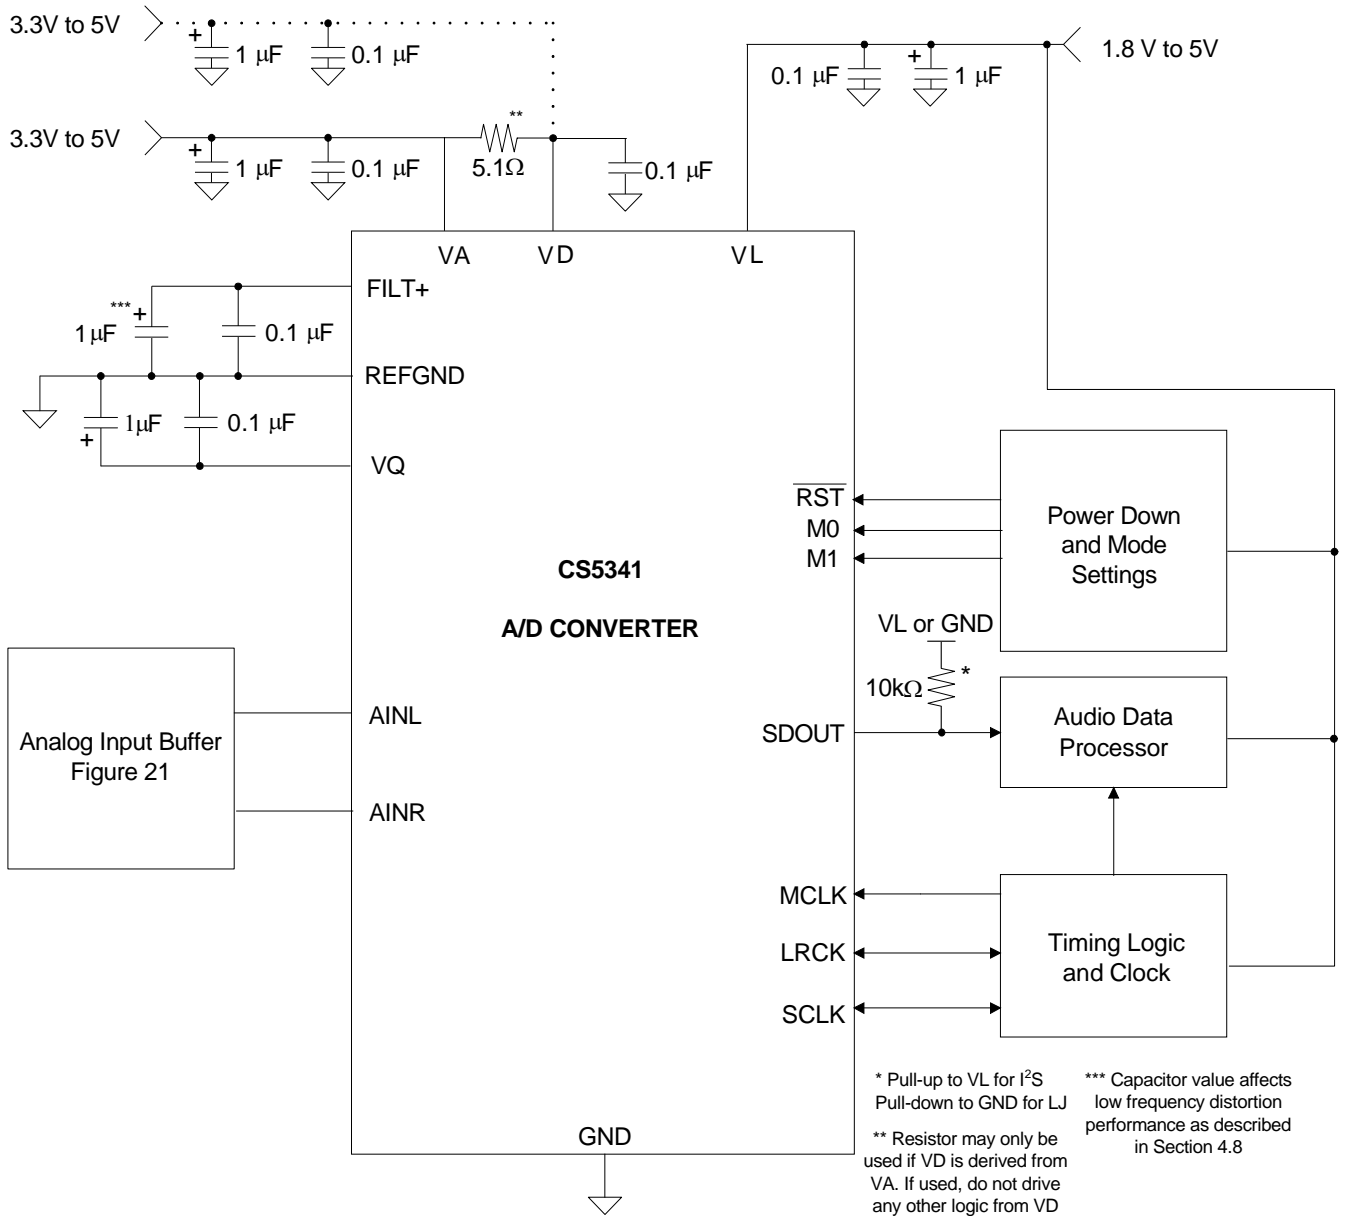 3.3V to 5V
+
1 µF
0.1 µF
0.1 µF
+
1 µF
1.8 V to 5V
3.3V to 5V
+
1 µF
0.1 µF
**
5.1Ω
0.1 µF
VA
VD
VL
FILT+
***
+
1µF
0.1 µF
REFGND
1µF
+
0.1 µF
VQ
RST
M0
M1
Power Down
and Mode
Settings
CS5341
A/D CONVERTER
VL or GND
*
10kΩ
Analog Input Buffer
Figure 21
AINL
AINR
SDOUT
Audio Data
Processor
MCLK
LRCK
SCLK
Timing Logic
and Clock
GND
* Pull-up to VL for I²S
Pull-down to GND for LJ
** Resistor may only be
used if VD is derived from
VA. If used, do not drive
any other logic from VD
*** Capacitor value affects
low frequency distortion
performance as described
in Section 4.8